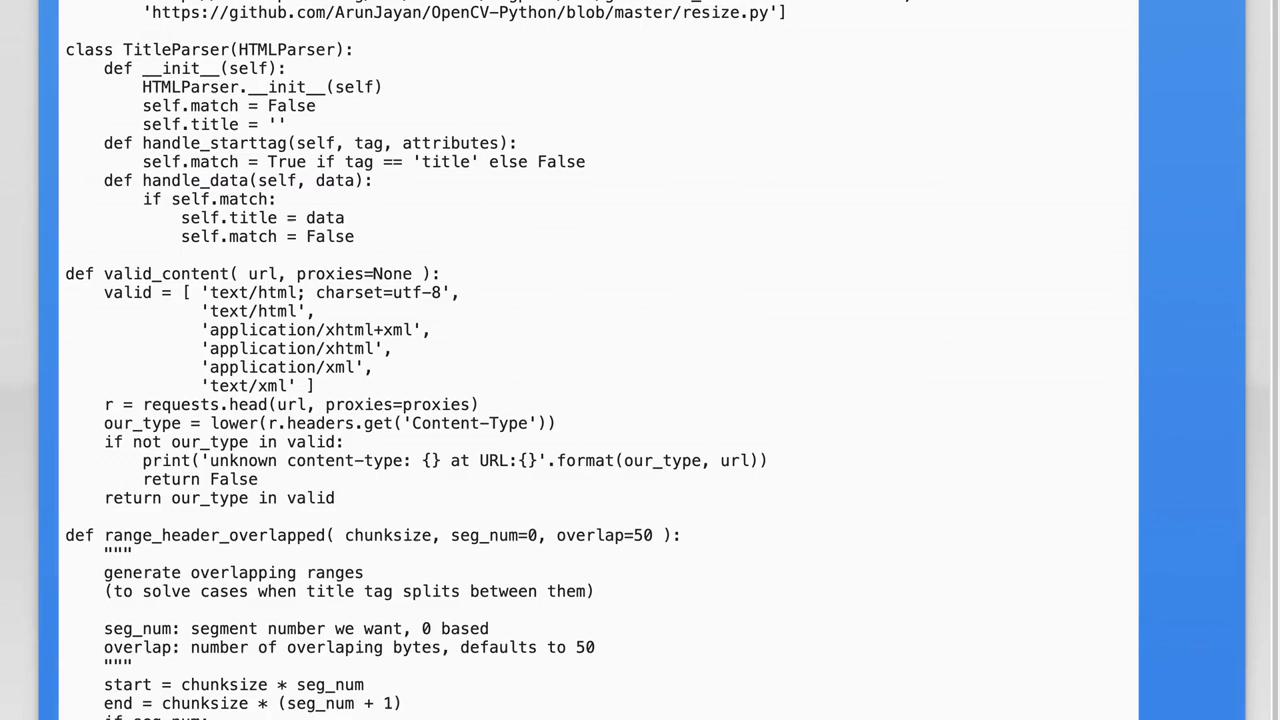 'https://github.com/ArunJayan/OpenCV-Python/blob/master/resize.py']
class TitleParser(HTMLParser):
    def __init__(self):
        HTMLParser.__init__(self)
        self.match = False
        self.title = ''
    def handle_starttag(self, tag, attributes):
        self.match = True if tag == 'title' else False
    def handle_data(self, data):
        if self.match:
            self.title = data
            self.match = False
def valid_content( url, proxies=None ):
    valid = [ 'text/html; charset=utf-8',
              'text/html',
              'application/xhtml+xml',
              'application/xhtml',
              'application/xml',
              'text/xml' ]
    r = requests.head(url, proxies=proxies)
    our_type = lower(r.headers.get('Content-Type'))
    if not our_type in valid:
        print('unknown content-type: {} at URL:{}'.format(our_type, url))
        return False
    return our_type in valid
def range_header_overlapped( chunksize, seg_num=0, overlap=50 ):
    """
    generate overlapping ranges
    (to solve cases when title tag splits between them)
    seg_num: segment number we want, 0 based
    overlap: number of overlaping bytes, defaults to 50
    """
    start = chunksize * seg_num
    end = chunksize * (seg_num + 1)
    if seg_num: